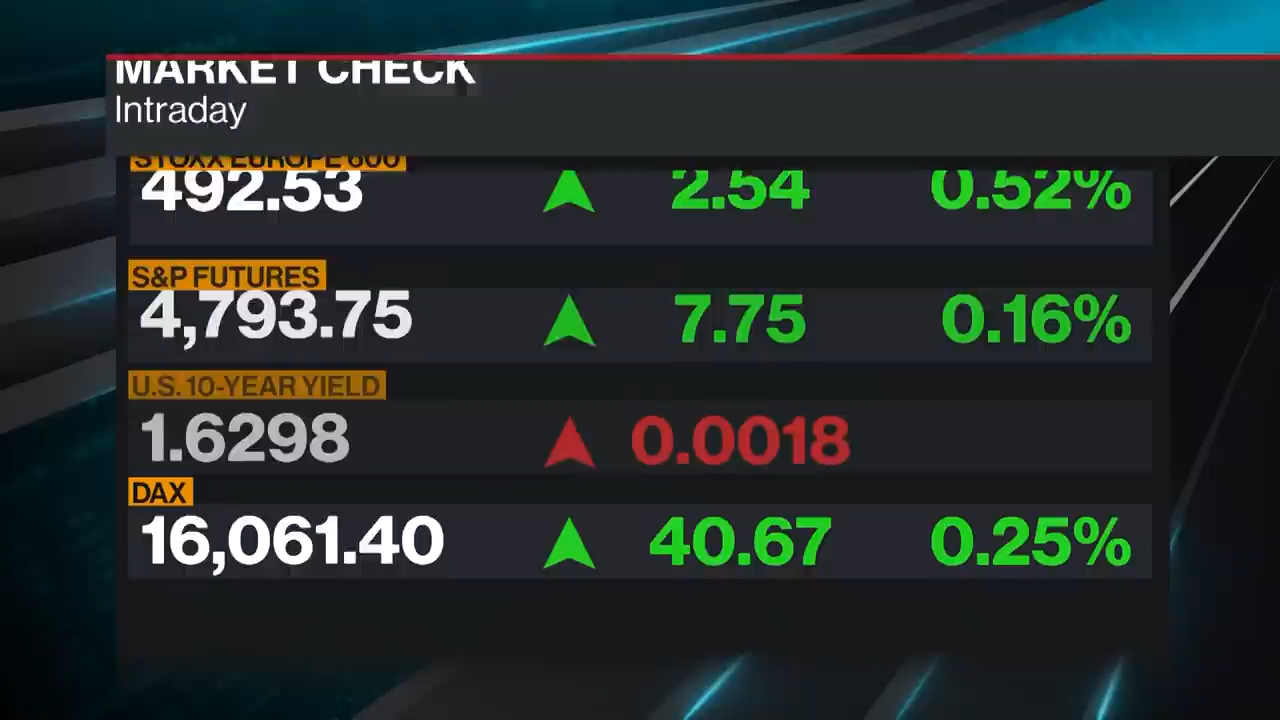 MARKET CHECK
Intraday
STOXX EUROPE 600
492.53 2.54 0.52%
S&P FUTURES
4,793.75 7.75 0.16%
U.S. 10-YEAR YIELD
1.6298 0.0018
DAX
16,061.40 40.67 0.25%